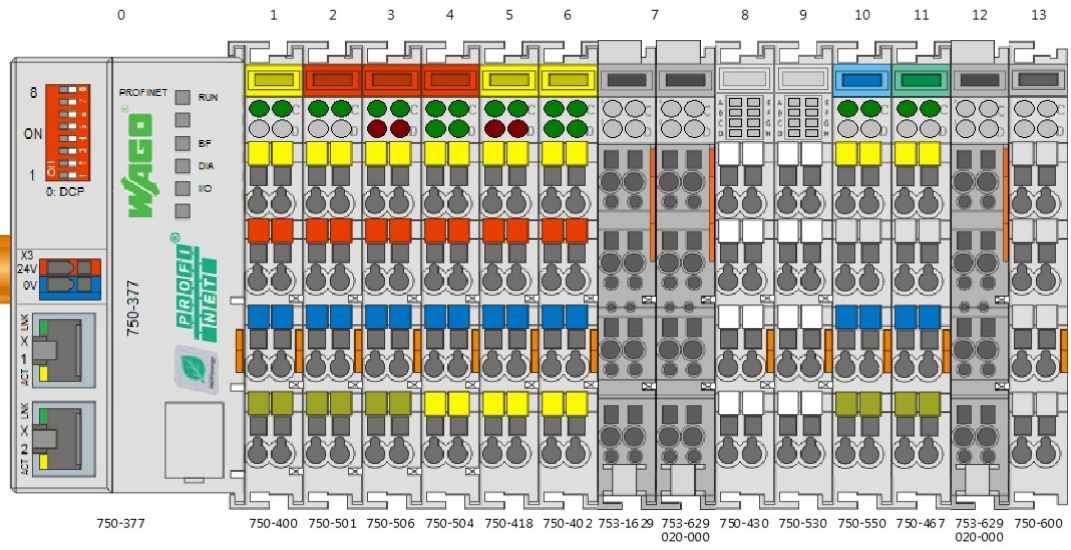 0 1 2 3 4 5 6 7 8 9 10 11 12 13
8
ON
1
0: DCP
PROFINET
RUN
BF
DIA
I/O
WAGO
X3
24V
0V
750-377
PROFI
NET
LNK
X
1
ACT
LNK
X
2
ACT
750-377 750-400 750-501 750-506 750-504 750-418 750-402 753-1629 753-629 750-430 750-530 750-550 750-467 753-629 750-600
020-000 020-000